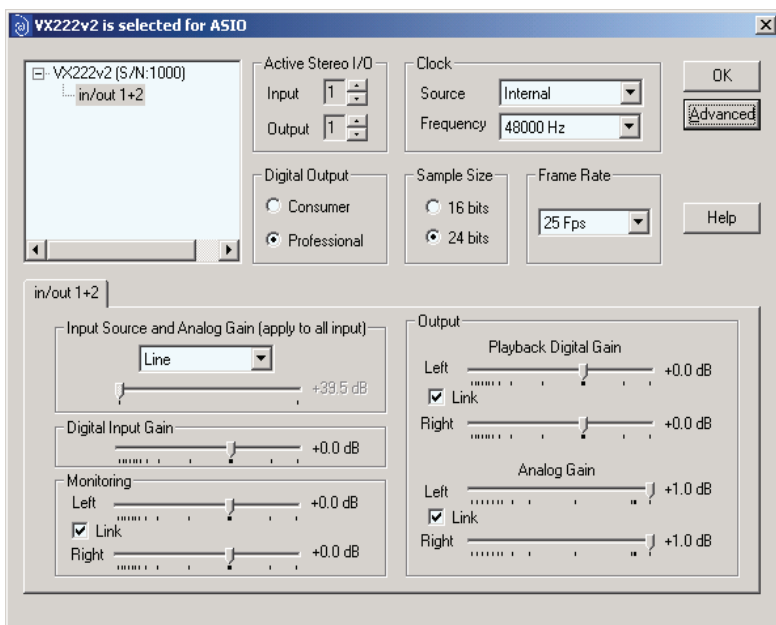 VX222v2 is selected for ASIO
VX222v2 (S/N:1000)
in/out 1+2
Active Stereo I/O
Input 1
Output 1
Clock
Source Internal
Frequency 48000 Hz
OK
Advanced
Digital Output
Consumer
Professional
Sample Size
16 bits
24 bits
Frame Rate
25 Fps
Help
in/out 1+2
Input Source and Analog Gain (apply to all input)
Line
+39.5 dB
Digital Input Gain
+0.0 dB
Monitoring
Left +0.0 dB
Link
Right +0.0 dB
Output
Playback Digital Gain
Left +0.0 dB
Link
Right +0.0 dB
Analog Gain
Left +1.0 dB
Link
Right +1.0 dB